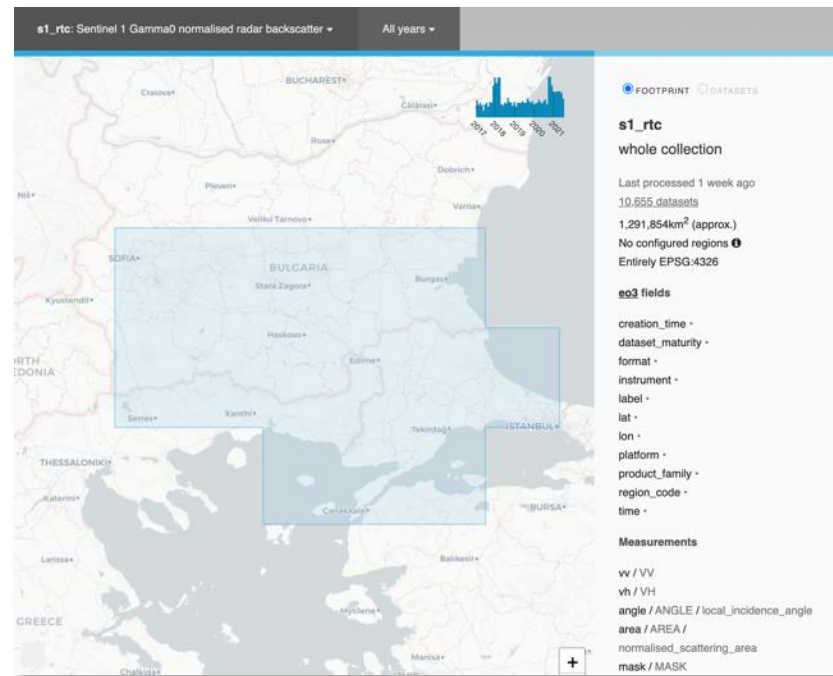 s1_rtc: Sentinel 1 Gamma0 normalised radar backscatter
All years
BUCHAREST
Craiova
Călărași
2017 2018 2019 2020 2021
Ruse
Dobrich
Pleven
Niš
Varna
Veliko Tarnovo
SOFIA
BULGARIA
Stara Zagora
Burgas
Kyustendil
Haskovo
RTH
EDONIA
Edirne
Serres
Xanthi
Tekirdağ
ISTANBUL
THESSALONIKI
Katerini
Çanakkale
BURSA
Larissa
Balıkesir
GREECE
Mytilene
Manisa
Chalkida
+
FOOTPRINT DATASETS
s1_rtc
whole collection
Last processed 1 week ago
10,655 datasets
1,291,854km² (approx.)
No configured regions
Entirely EPSG:4326
eo3 fields
creation_time
dataset_maturity
format
instrument
label
lat
lon
platform
product_family
region_code
time
Measurements
vv / VV
vh / VH
angle / ANGLE / local_incidence_angle
area / AREA /
normalised_scattering_area
mask / MASK